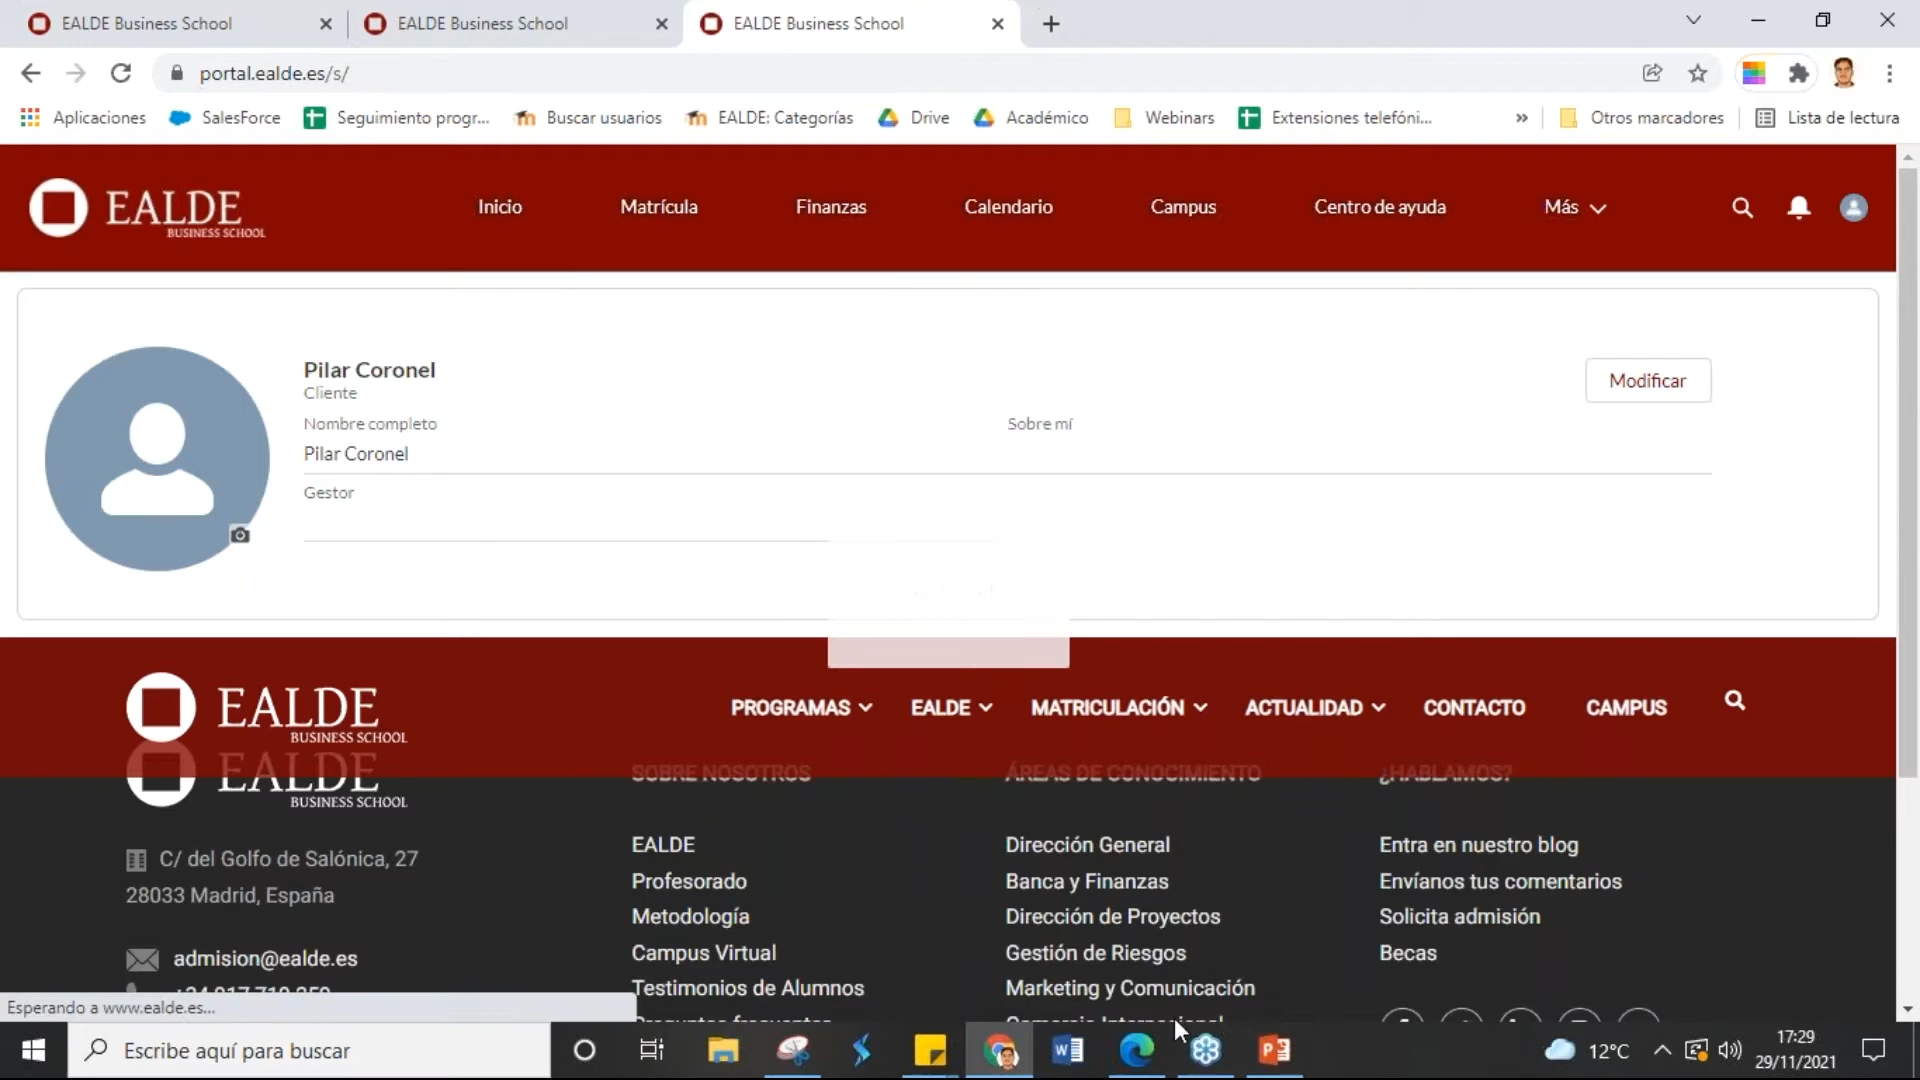 EALDE Business School
EALDE Business School
EALDE Business School
portal.ealde.es/s/
Aplicaciones SalesForce Seguimiento progr... Buscar usuarios EALDE: Categorías Drive Académico Webinars Extensiones telefóni... » Otros marcadores Lista de lectura
EALDE
BUSINESS SCHOOL
Inicio Matrícula Finanzas Calendario Campus Centro de ayuda Más
Pilar Coronel
Cliente
Modificar
Nombre completo
Sobre mí
Pilar Coronel
Gestor
EALDE
BUSINESS SCHOOL
PROGRAMAS EALDE MATRICULACIÓN ACTUALIDAD CONTACTO CAMPUS
EALDE
BUSINESS SCHOOL
C/ del Golfo de Salónica, 27
28033 Madrid, España
admision@ealde.es
SOBRE NOSOTROS
EALDE
Profesorado
Metodología
Campus Virtual
Testimonios de Alumnos
Preguntas frecuentes
ÁREAS DE CONOCIMIENTO
Dirección General
Banca y Finanzas
Dirección de Proyectos
Gestión de Riesgos
Marketing y Comunicación
Comercio Internacional
¿HABLAMOS?
Entra en nuestro blog
Envíanos tus comentarios
Solicita admisión
Becas
Esperando a www.ealde.es...
Escribe aquí para buscar
12°C
17:29
29/11/2021